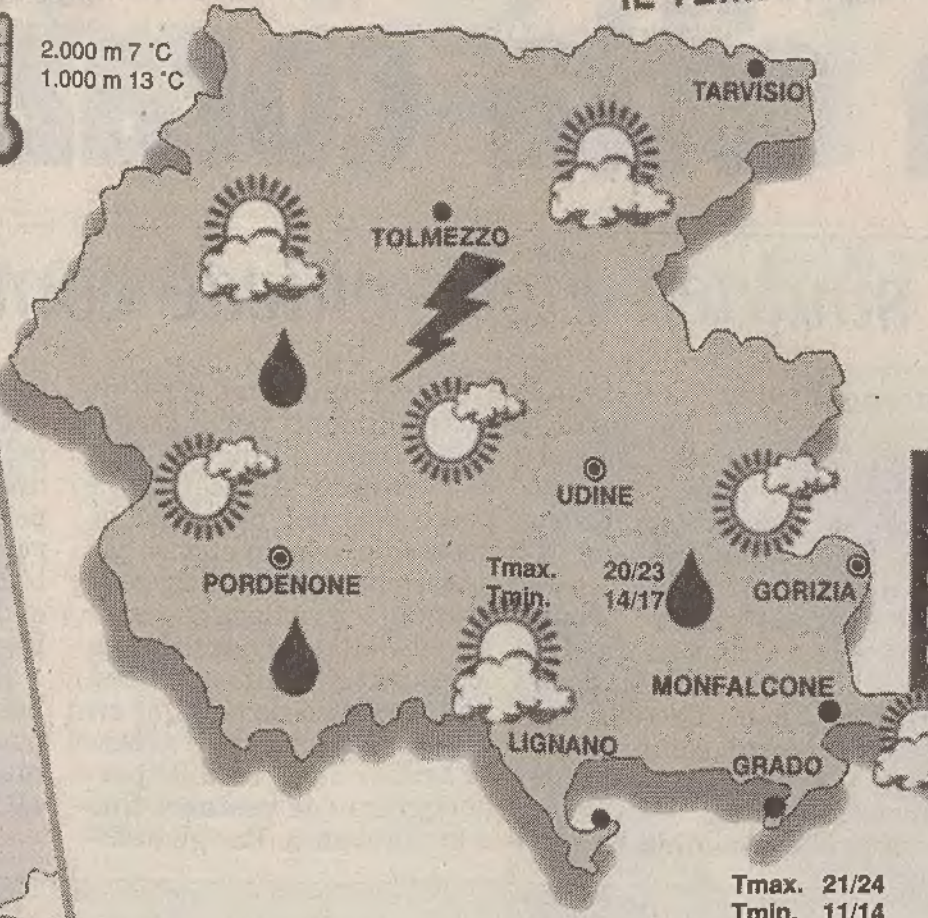 2.000 m 7 °C
1.000 m 13 °C
TARVISIO
TOLMEZZO
UDINE
PORDENONE
Tmax. 20/23
Tmin. 14/17
GORIZIA
MONFALCONE
LIGNANO
GRADO
Tmax. 21/24
Tmin. 11/14